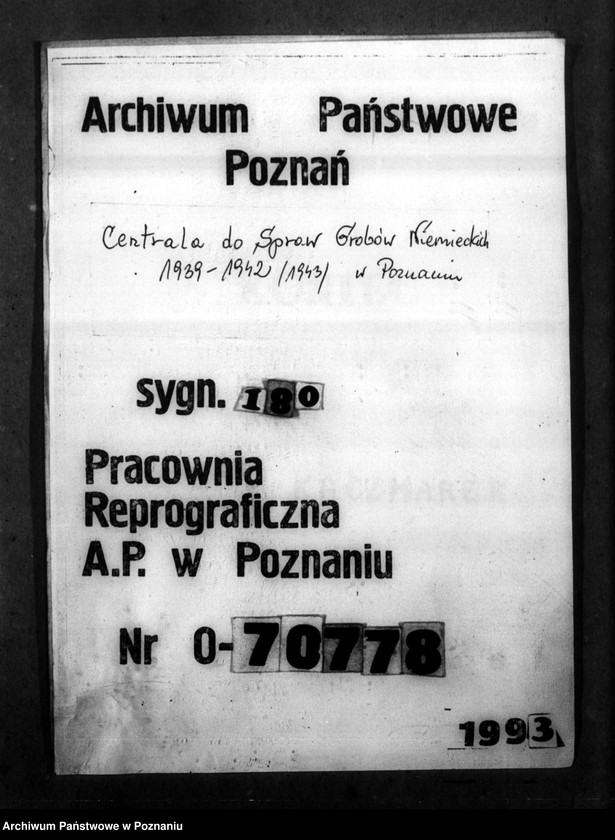 Archiwum Państwowe
Poznań
Centrala do Spraw Grobów Niemieckich
1939-1942 /1943/ w Poznaniu
sygn. 180
Pracownia
Reprograficzna
A.P. w Poznaniu
Nr O-70778
1993
Archiwum Państwowe w Poznaniu